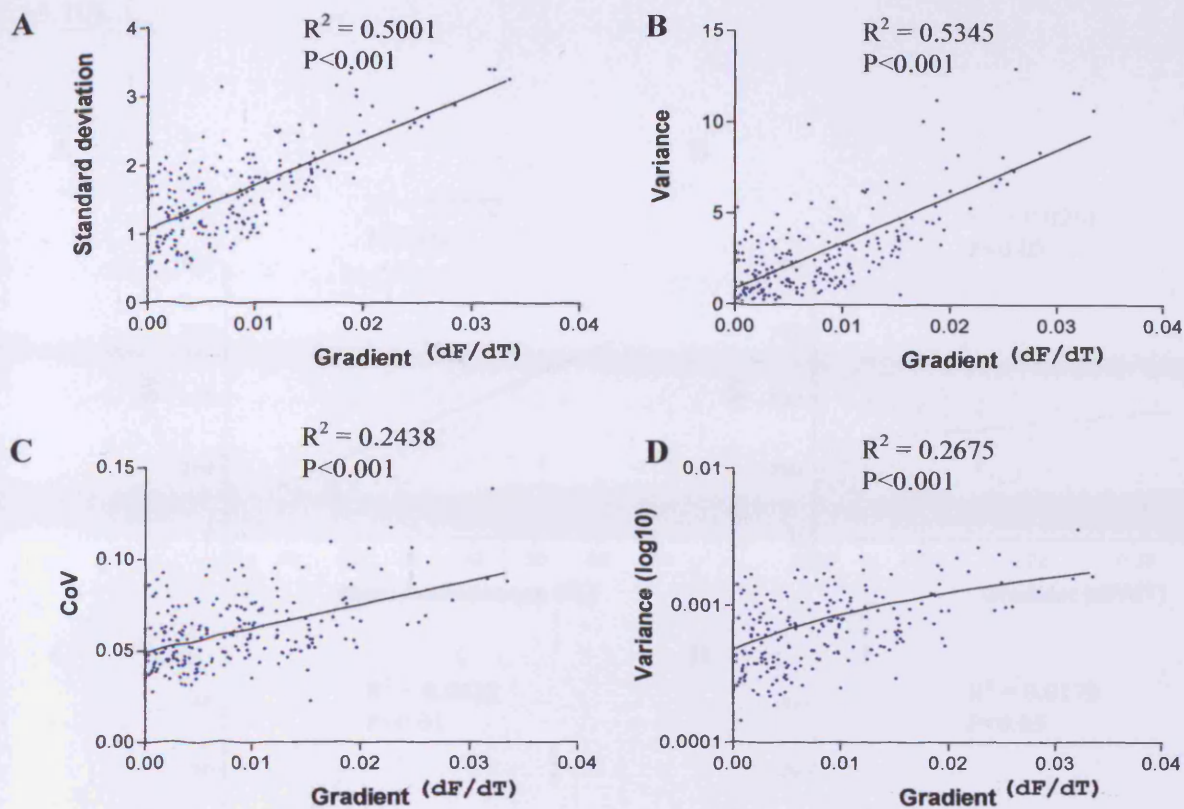 A
R² = 0.5001
P<0.001
Standard deviation
4
3
2
1
0
0.00 0.01 0.02 0.03 0.04
Gradient (dF/dT)
B
R² = 0.5345
P<0.001
Variance
15
10
5
0
0.00 0.01 0.02 0.03 0.04
Gradient (dF/dT)
C
R² = 0.2438
P<0.001
CoV
0.15
0.10
0.05
0.00
0.00 0.01 0.02 0.03 0.04
Gradient (dF/dT)
D
R² = 0.2675
P<0.001
Variance (log10)
0.01
0.001
0.0001
0.00 0.01 0.02 0.03 0.04
Gradient (dF/dT)